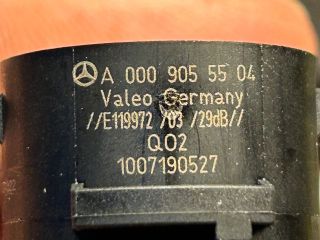 A 000 905 55 04
Valeo Germany
//E119972 /03 /29dB//
Q02
1007190527